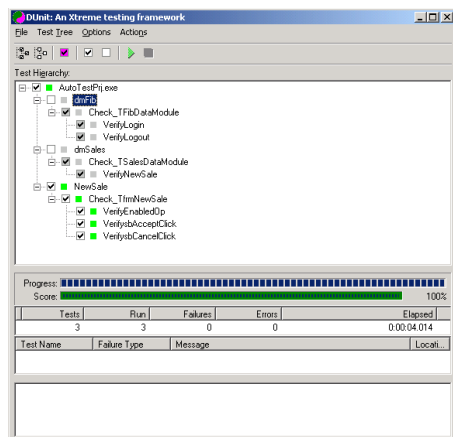 DUnit: An Xtreme testing framework
File Test Tree Options Actions
Test Hierarchy:
AutoTestPrj.exe
dmFib
Check_TFibDataModule
VerifyLogin
VerifyLogout
dmSales
Check_TSalesDataModule
VerifyNewSale
NewSale
Check_TfrmNewSale
VerifyEnabledOp
VerifysbAcceptClick
VerifysbCancelClick
Progress:
Score: 100%
Tests Run Failures Errors Elapsed
3 3 0 0 0:00:04.014
Test Name Failure Type Message Locati...